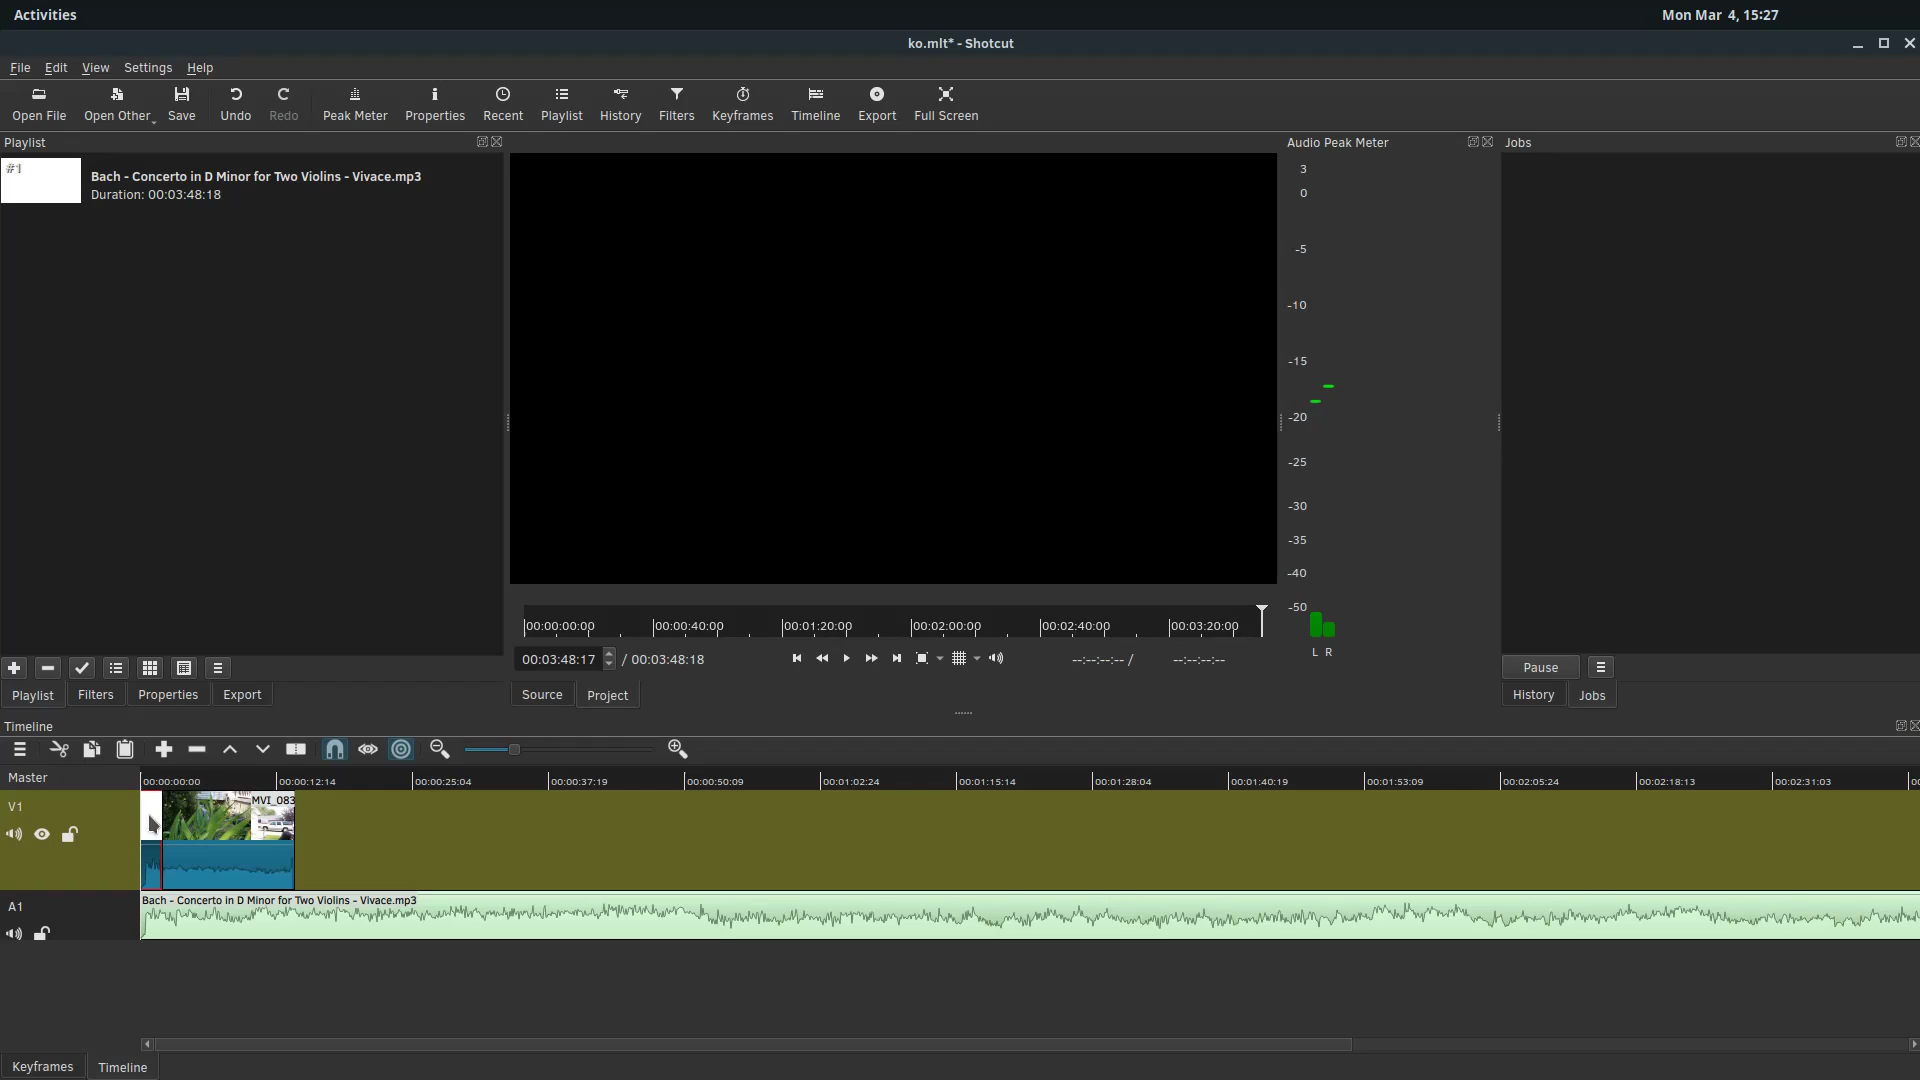 Activities
Mon Mar 4, 15:27
ko.mlt* - Shotcut
File Edit View Settings Help
Open File Open Other Save Undo Redo Peak Meter Properties Recent Playlist History Filters Keyframes Timeline Export Full Screen
Playlist
#1
Bach - Concerto in D Minor for Two Violins - Vivace.mp3
Duration: 00:03:48:18
Playlist Filters Properties Export
00:00:00:00 00:00:40:00 00:01:20:00 00:02:00:00 00:02:40:00 00:03:20:00
00:03:48:17 / 00:03:48:18 --:--:--:-- / --:--:--:--
Source Project
Audio Peak Meter
3
0
-5
-10
-15
-20
-25
-30
-35
-40
-50
L R
Jobs
Pause
History Jobs
Timeline
Master
00:00:00:00 00:00:12:14 00:00:25:04 00:00:37:19 00:00:50:09 00:01:02:24 00:01:15:14 00:01:28:04 00:01:40:19 00:01:53:09 00:02:05:24 00:02:18:13 00:02:31:03
V1
MVI_083
A1
Bach - Concerto in D Minor for Two Violins - Vivace.mp3
Keyframes Timeline